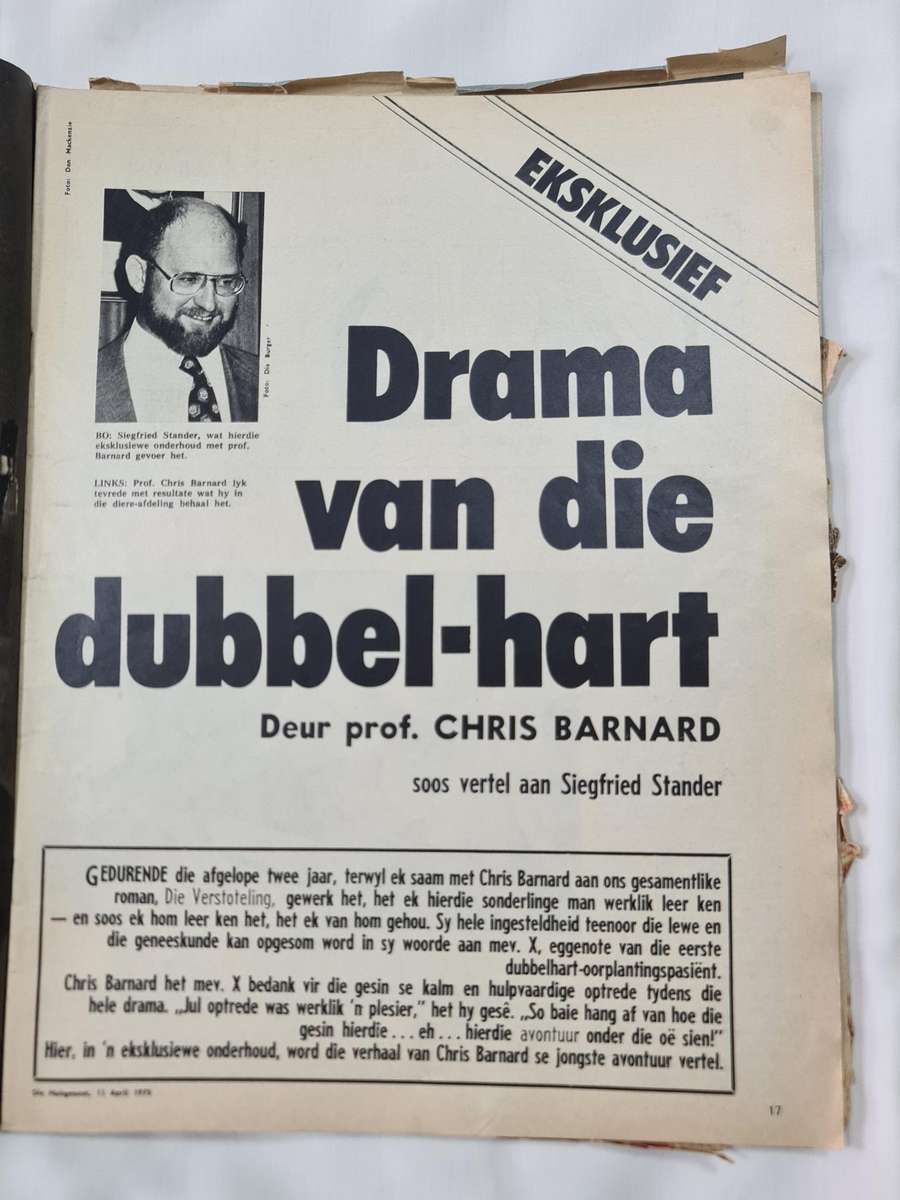 Foto: Dan Mackenzie
EKSKLUSIEF
Foto: Die Burger
BO: Siegfried Stander, wat hierdie
eksklusiewe onderhoud met prof.
Barnard gevoer het.
LINKS: Prof. Chris Barnard lyk
tevrede met resultate wat hy in
die diere-afdeling behaal het.
Drama
van die
dubbel-hart
Deur prof. CHRIS BARNARD
soos vertel aan Siegfried Stander
GEDURENDE die afgelope twee jaar, terwyl ek saam met Chris Barnard aan ons gesamentlike
roman, Die Verstoteling, gewerk het, het ek hierdie sonderlinge man werklik leer ken
— en soos ek hom leer ken het, het ek van hom gehou. Sy hele ingesteldheid teenoor die lewe en
die geneeskunde kan opgesom word in sy woorde aan mev. X, eggenote van die eerste
dubbelhart-oorplantingspasiënt.
Chris Barnard het mev. X bedank vir die gesin se kalm en hulpvaardige optrede tydens die
hele drama. „Jul optrede was werklik 'n plesier,” het hy gesê. „So baie hang af van hoe die
gesin hierdie . . . eh . . . hierdie avontuur onder die oë sien!”
Hier, in 'n eksklusiewe onderhoud, word die verhaal van Chris Barnard se jongste avontuur vertel.
Die Huisgenoot, 11 April 1975
17